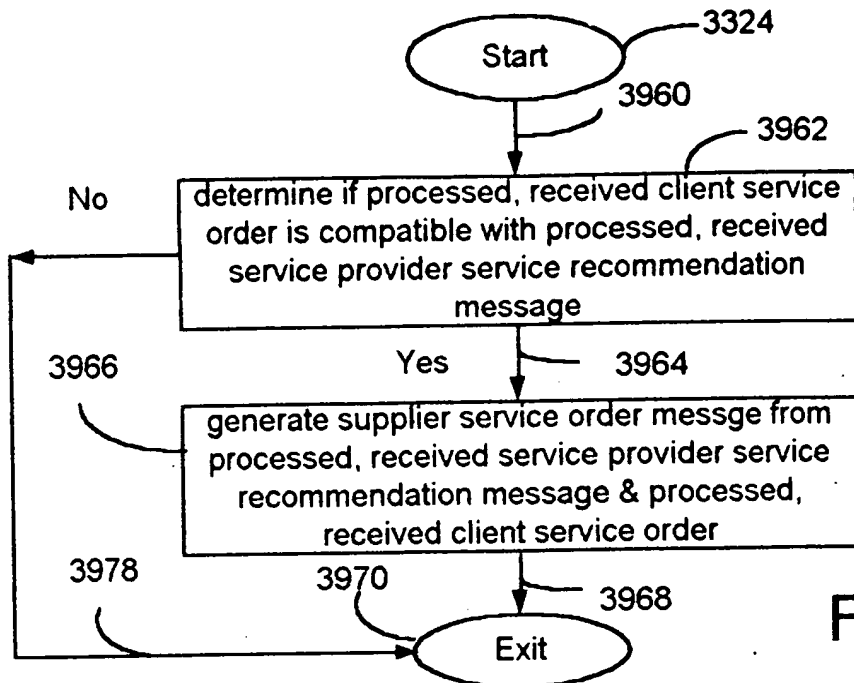 3324
Start
3960
3962
No
determine if processed, received client service
order is compatible with processed, received
service provider service recommendation
message
3966
Yes
3964
generate supplier service order messge from
processed, received service provider service
recommendation message & processed,
received client service order
3978
3970
3968
F
Exit